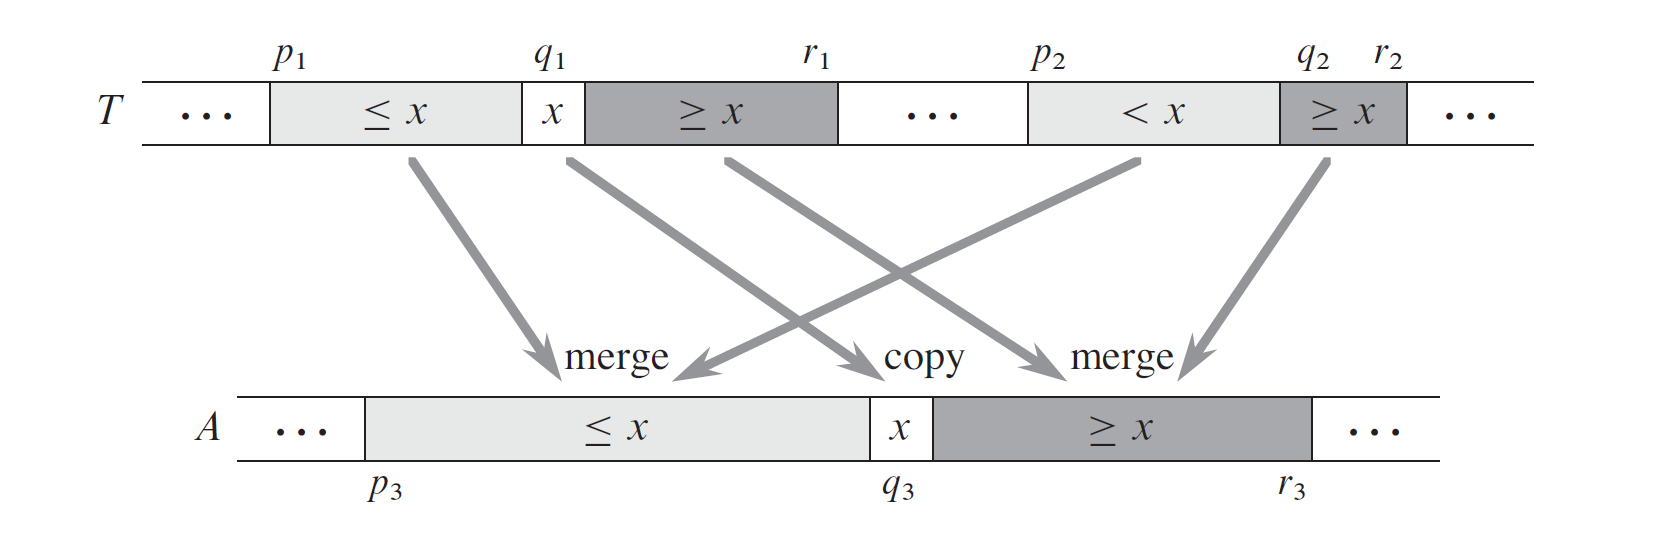 p₁ q₁ r₁ p₂ q₂ r₂
T ··· ≤ x x ≥ x ··· < x ≥ x ···
merge copy merge
A ··· ≤ x x ≥ x ···
p₃ q₃ r₃